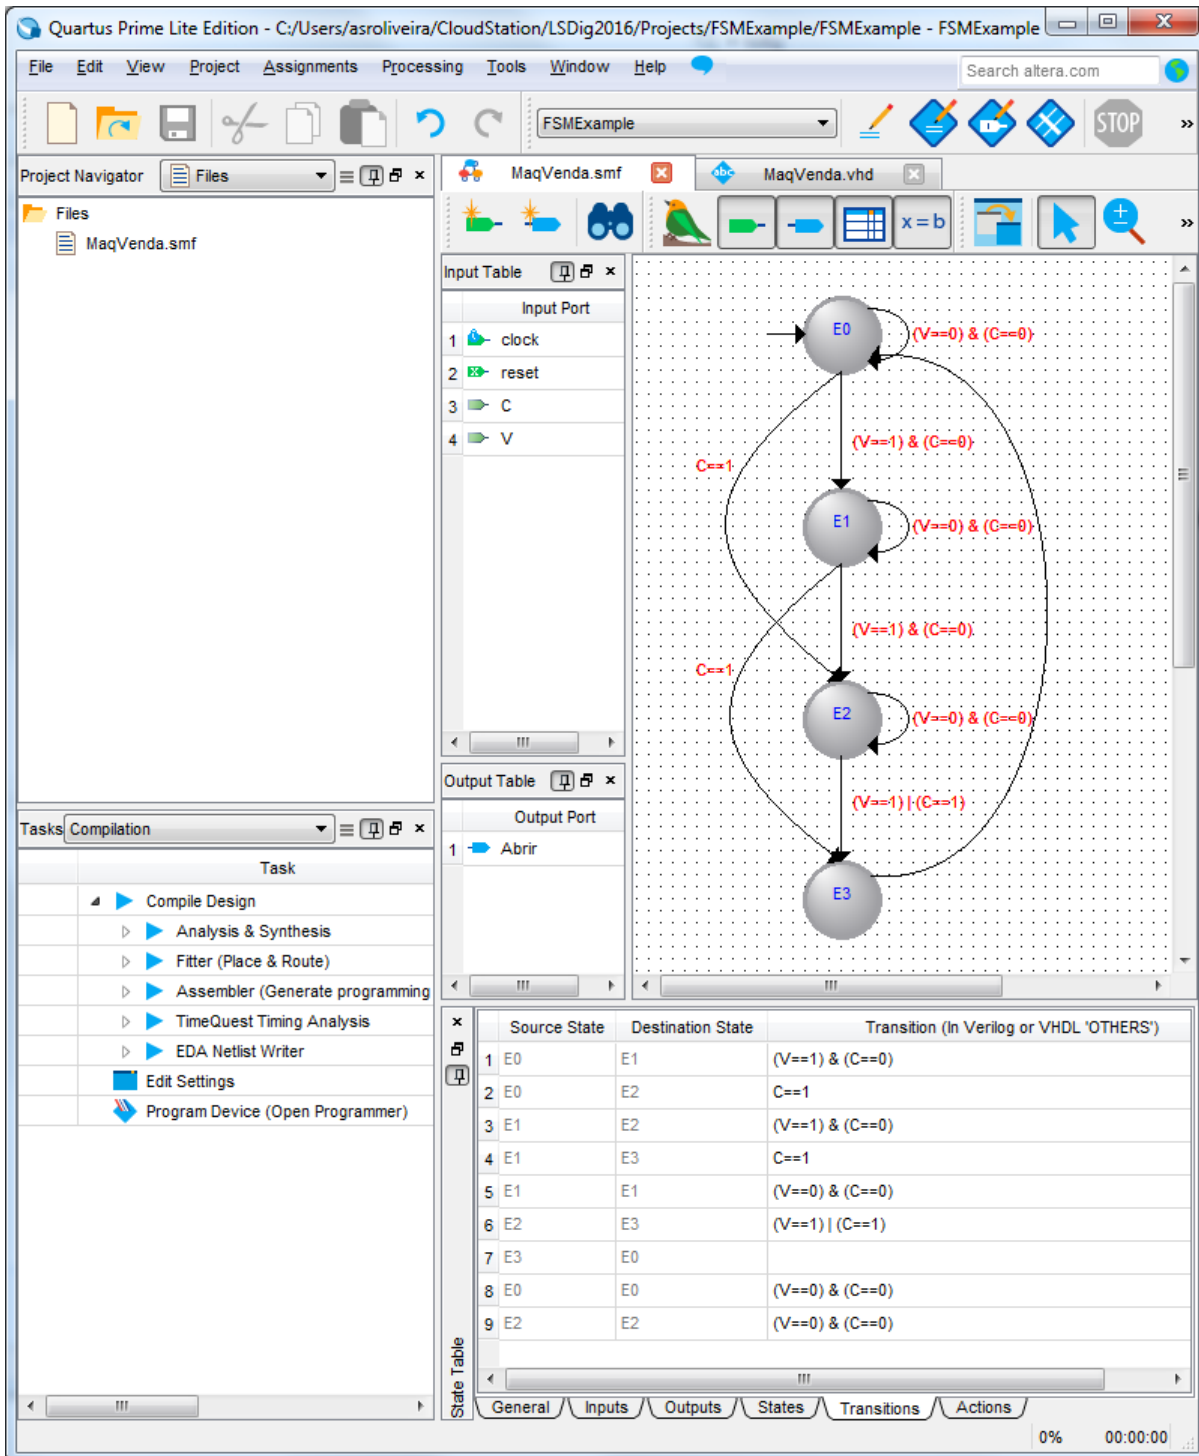 Quartus Prime Lite Edition - C:/Users/asroliveira/CloudStation/LSDig2016/Projects/FSMExample/FSMExample - FSMExample
File Edit View Project Assignments Processing Tools Window Help Search altera.com
FSMExample STOP »
Project Navigator Files
Files
MaqVenda.smf
MaqVenda.smf abc MaqVenda.vhd
x = b »
Input Table
Input Port
1 clock
2 reset
3 C
4 V
Output Table
Output Port
1 Abrir
E0
(V==0) & (C==0)
(V==1) & (C==0)
C==1
E1
(V==0) & (C==0)
(V==1) & (C==0)
C==1
E2
(V==0) & (C==0)
(V==1) | (C==1)
E3
Tasks Compilation
Task
Compile Design
Analysis & Synthesis
Fitter (Place & Route)
Assembler (Generate programming
TimeQuest Timing Analysis
EDA Netlist Writer
Edit Settings
Program Device (Open Programmer)
State Table
Source State Destination State Transition (In Verilog or VHDL 'OTHERS')
1 E0 E1 (V==1) & (C==0)
2 E0 E2 C==1
3 E1 E2 (V==1) & (C==0)
4 E1 E3 C==1
5 E1 E1 (V==0) & (C==0)
6 E2 E3 (V==1) | (C==1)
7 E3 E0
8 E0 E0 (V==0) & (C==0)
9 E2 E2 (V==0) & (C==0)
General Inputs Outputs States Transitions Actions
0% 00:00:00